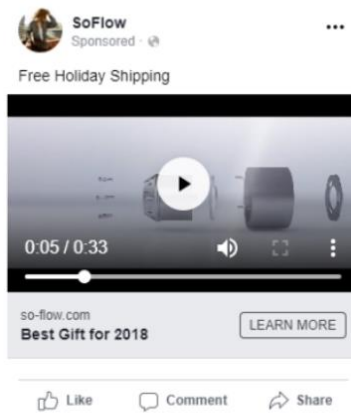 SoFlow
Sponsored ·
Free Holiday Shipping
0:05 / 0:33
so-flow.com
Best Gift for 2018
LEARN MORE
Like Comment Share